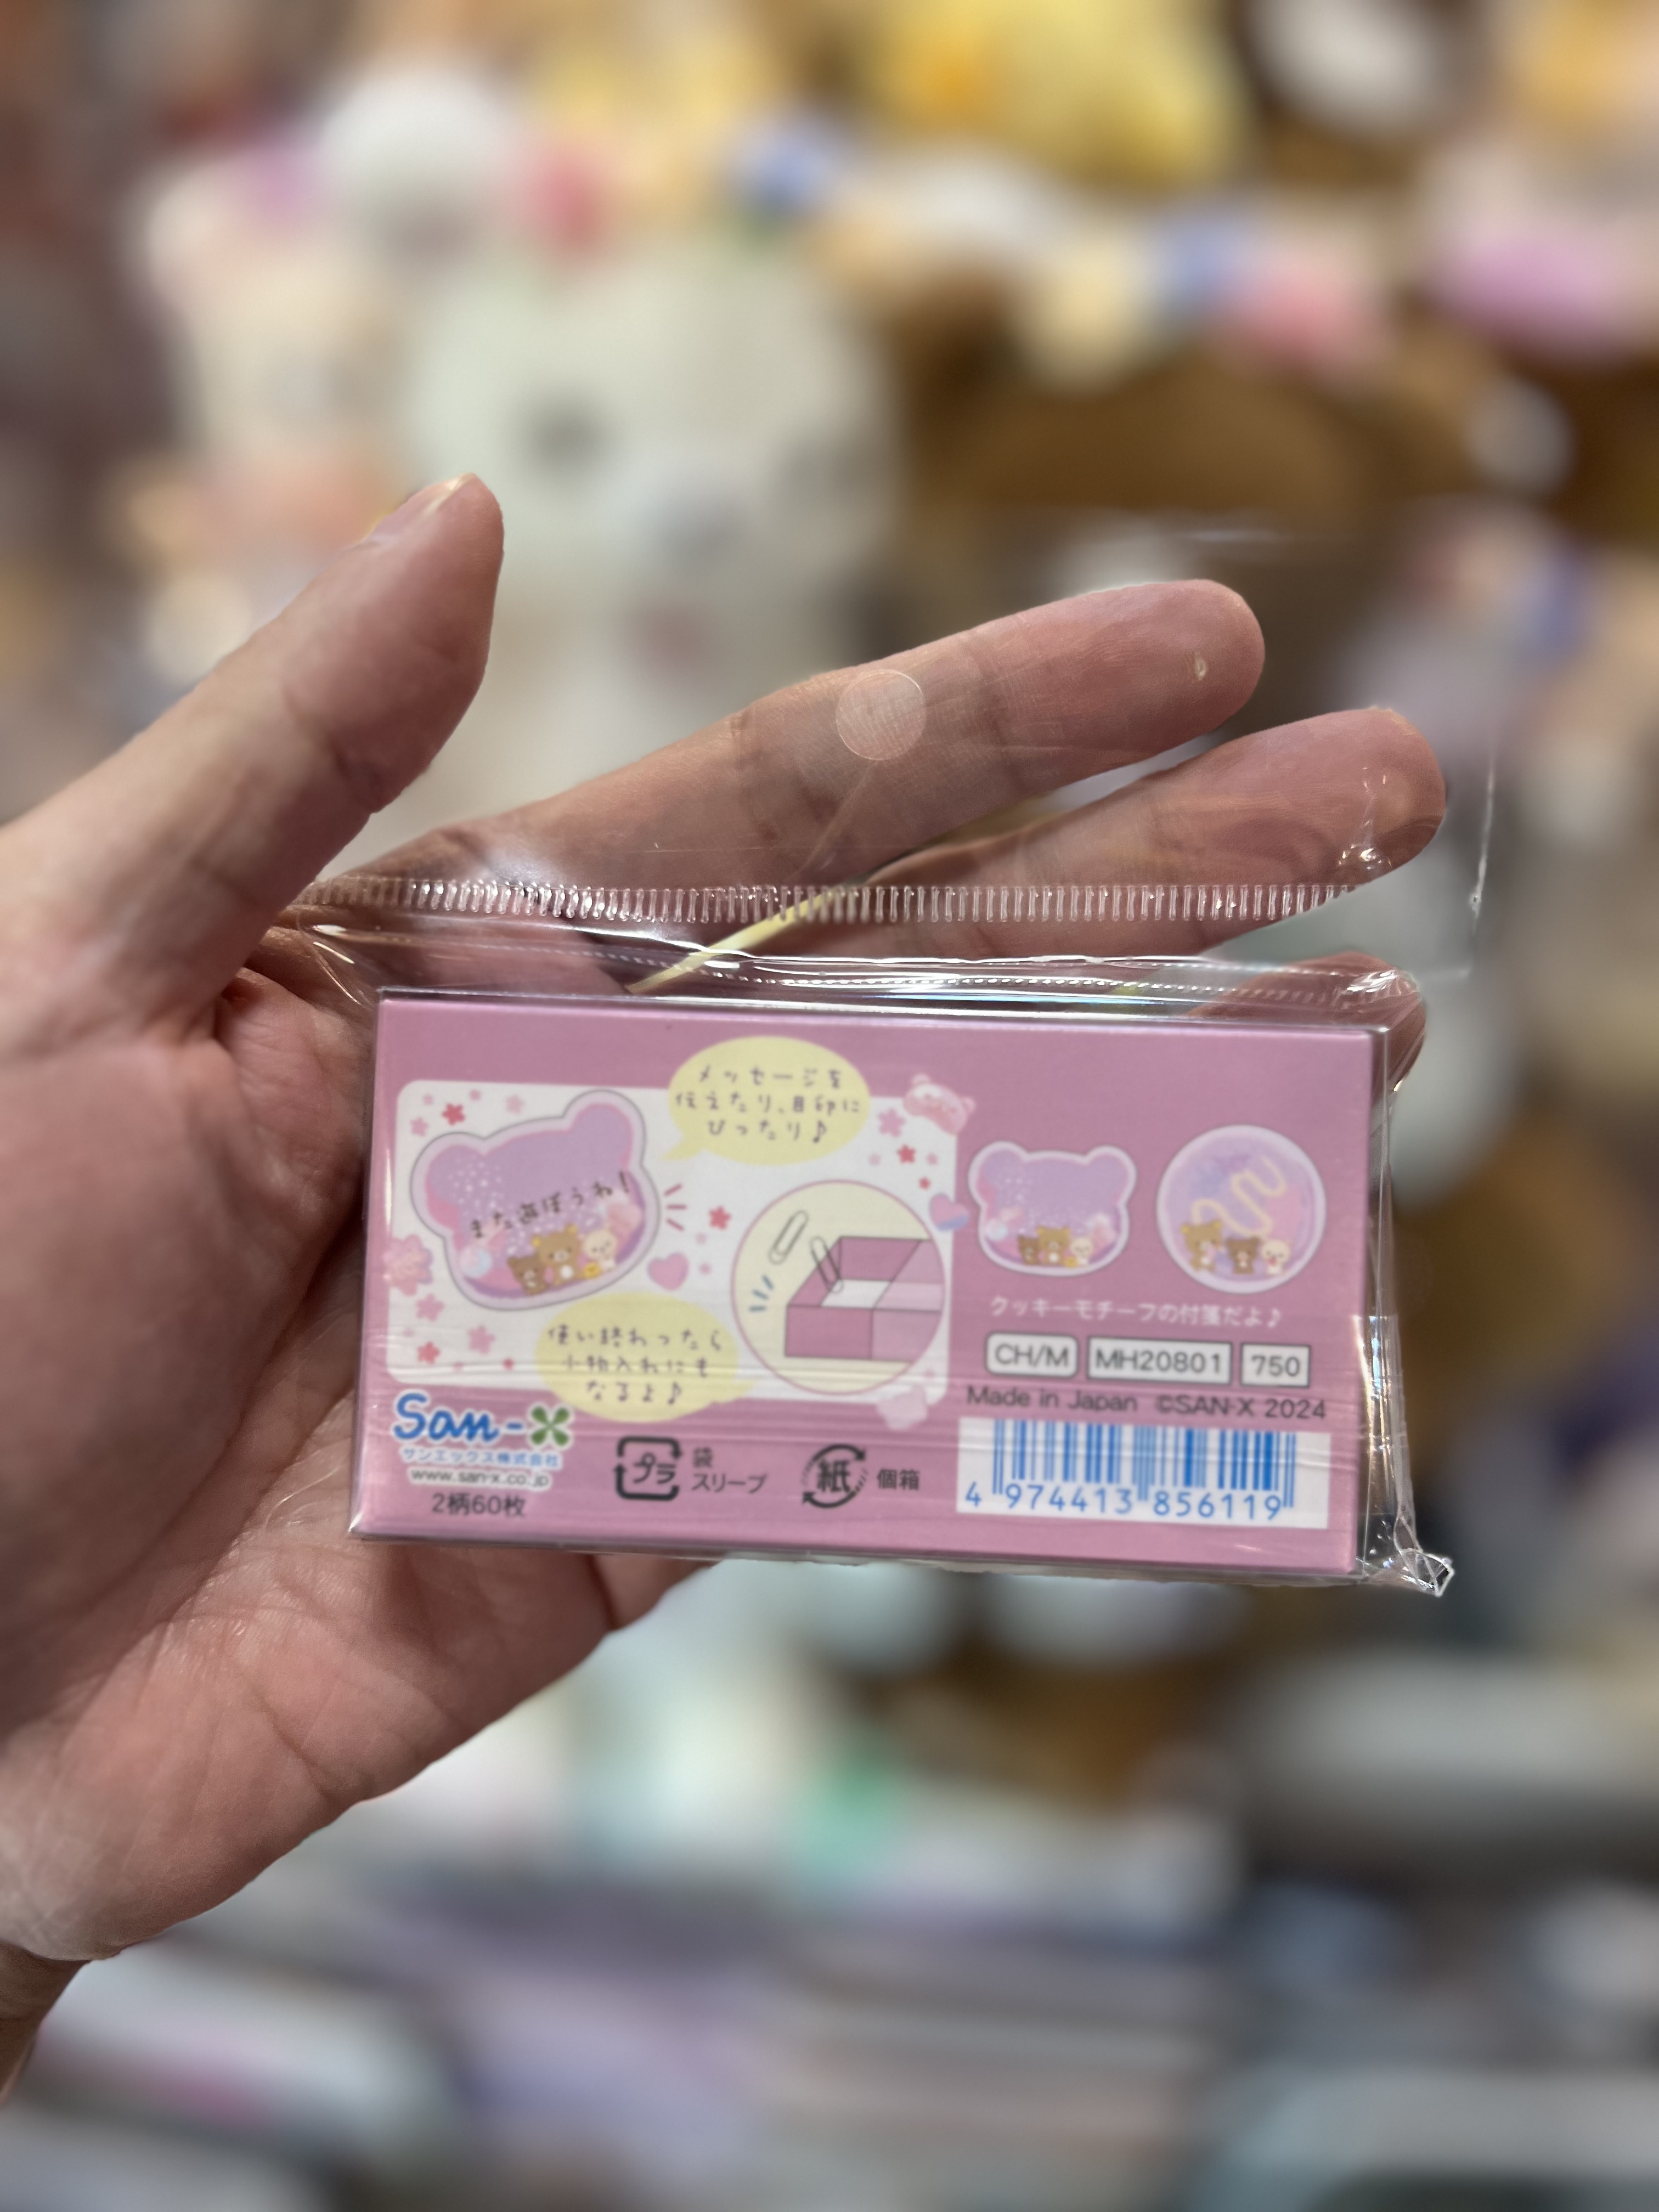 メッセージを
伝えたり、目印に
ぴったり♪
また遊ぼうね!
使い終わったら
小物入れにも
なるよ♪
クッキーモチーフの付箋だよ♪
CH/M MH20801 750
Made in Japan ©SAN-X 2024
San-X
サンエックス株式会社
www.san-x.co.jp
2柄60枚
プラ 袋
スリーブ
紙 個箱
4 974413 856119